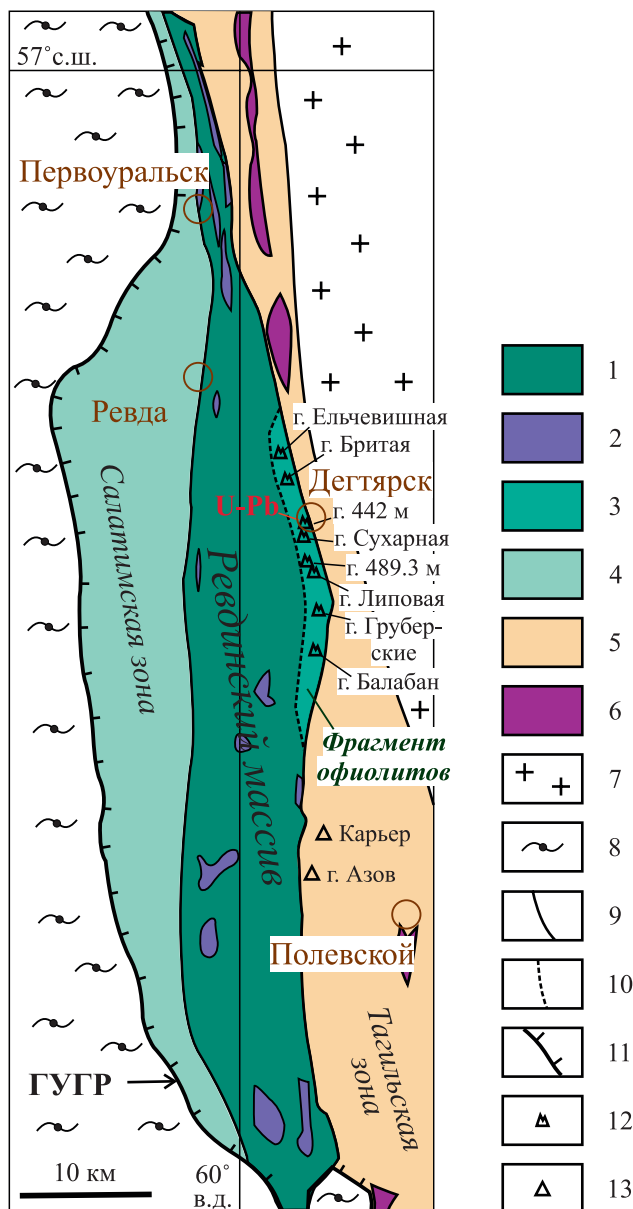 57°с.ш.
Первоуральск
Ревда
Салатимская зона
Ревдинский массив
г. Ельчевишная
г. Бритая
Дегтярск
U-Pb
г. 442 м
г. Сухарная
г. 489.3 м
г. Липовая
г. Грубер-
ские
г. Балабан
Фрагмент
офиолитов
Карьер
г. Азов
Полевской
Тагильская
зона
ГУГР
10 км
60°
в.д.
1
2
3
4
5
6
7
8
9
10
11
12
13